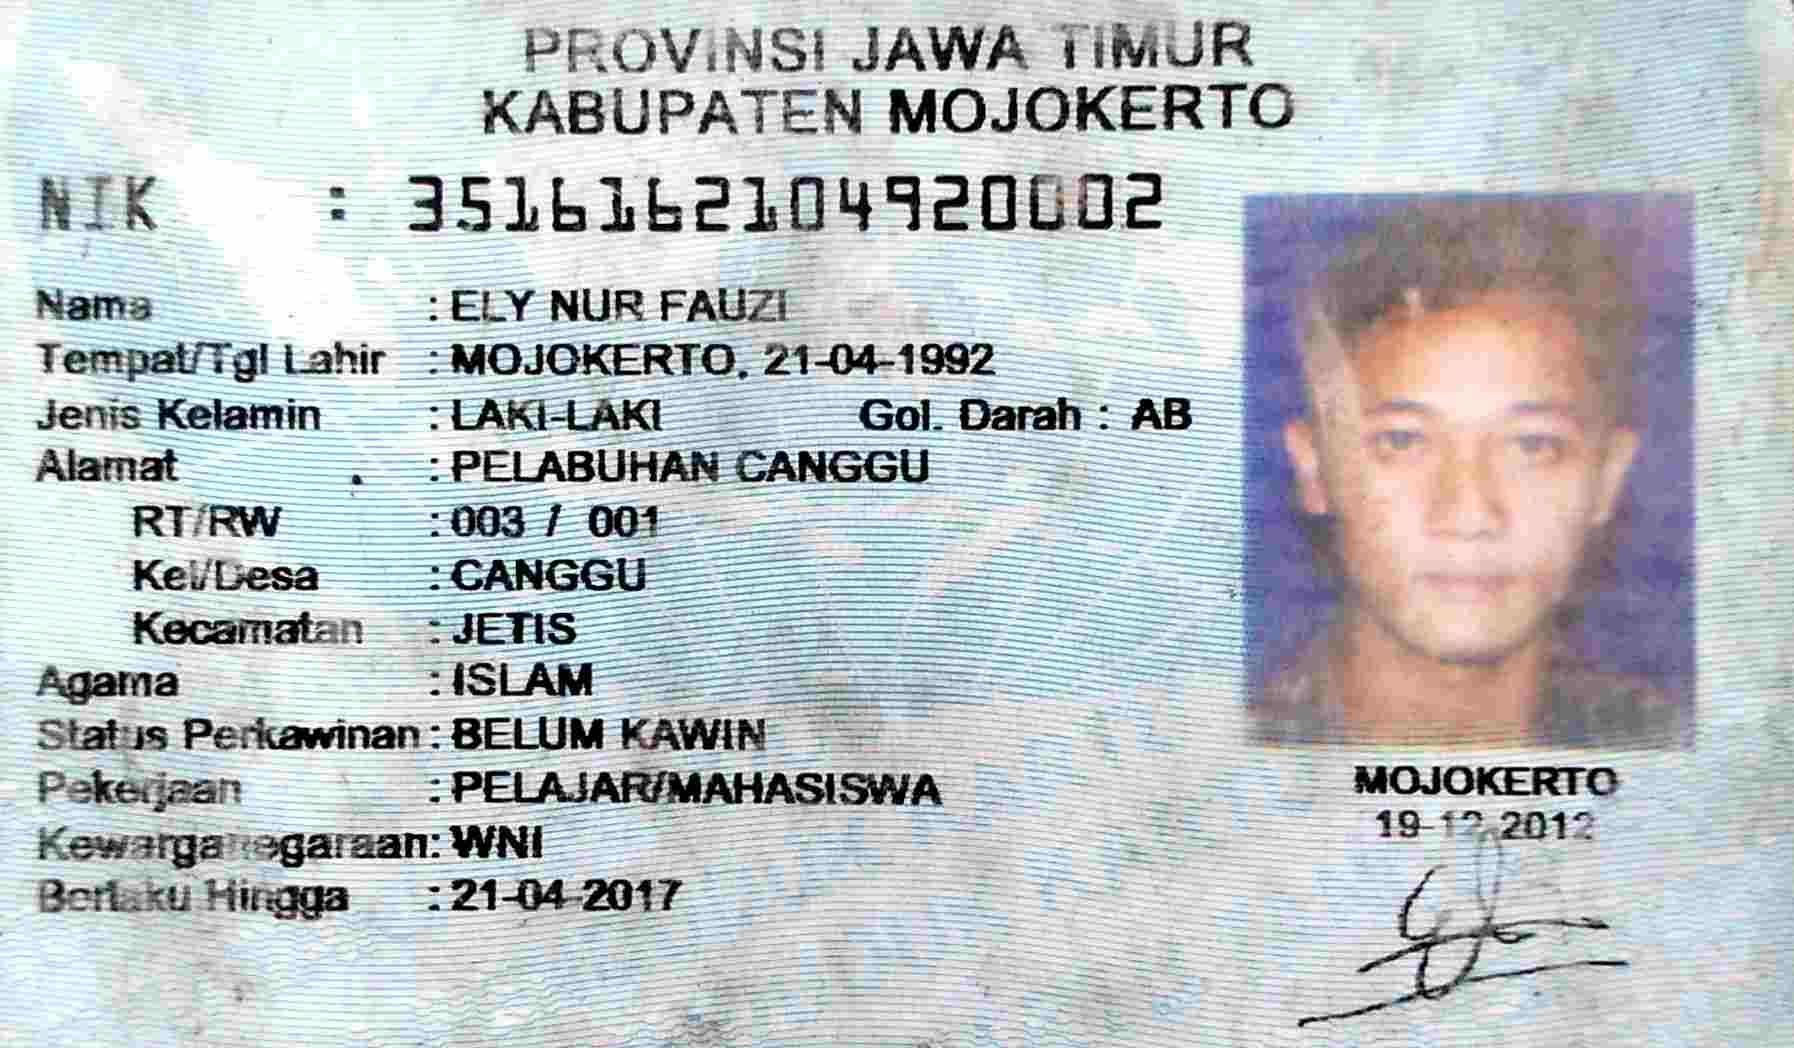 PROVINSI JAWA TIMUR
KABUPATEN MOJOKERTO
NIK : 3516162104920002
Nama : ELY NUR FAUZI
Tempat/Tgl Lahir : MOJOKERTO, 21-04-1992
Jenis Kelamin : LAKI-LAKI Gol. Darah : AB
Alamat : PELABUHAN CANGGU
RT/RW : 003 / 001
Kel/Desa : CANGGU
Kecamatan : JETIS
Agama : ISLAM
Status Perkawinan : BELUM KAWIN
Pekerjaan : PELAJAR/MAHASISWA
Kewarganegaraan: WNI
Berlaku Hingga : 21-04-2017
MOJOKERTO
19-12-2012